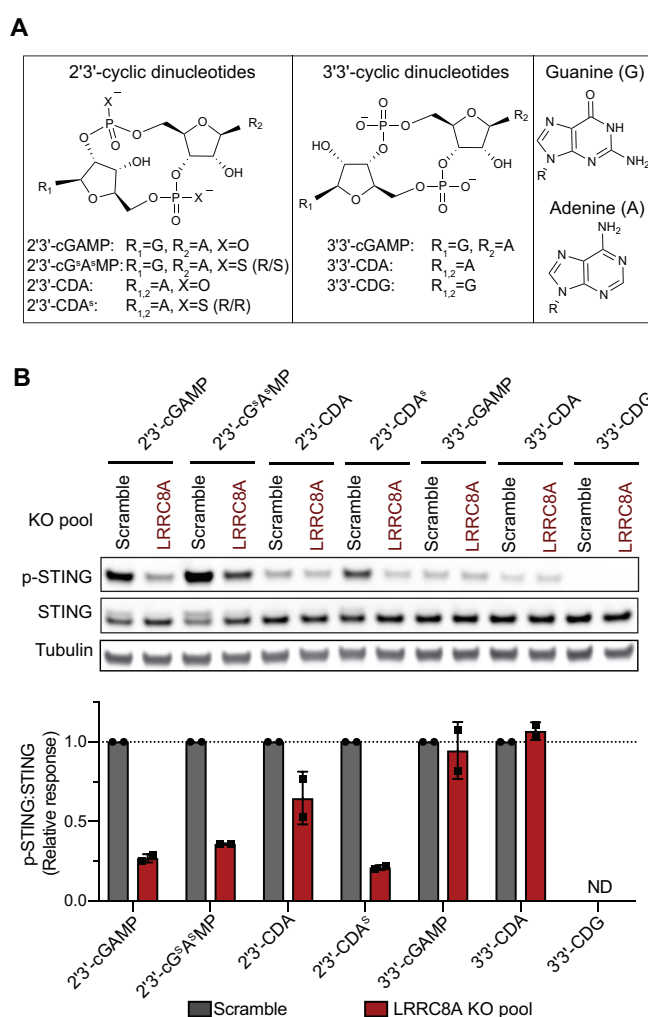 A
2'3'-cyclic dinucleotides
3'3'-cyclic dinucleotides
Guanine (G)
Adenine (A)
X⁻
O
P
O
O
O
R₂
O
OH
O
OH
R₁
O
P
O
X⁻
O
O⁻
P
O
O
O
R₂
OH
O
O
OH
R₁
O
P
O⁻
O
O
N
NH
N
N
NH₂
R
NH₂
N
N
N
N
R
2'3'-cGAMP: R₁=G, R₂=A, X=O
2'3'-cGˢAˢMP: R₁=G, R₂=A, X=S (R/S)
2'3'-CDA: R₁,₂=A, X=O
2'3'-CDAˢ: R₁,₂=A, X=S (R/R)
3'3'-cGAMP: R₁=G, R₂=A
3'3'-CDA: R₁,₂=A
3'3'-CDG: R₁,₂=G
B
2'3'-cGAMP
2'3'-cGˢAˢMP
2'3'-CDA
2'3'-CDAˢ
3'3'-cGAMP
3'3'-CDA
3'3'-CDG
KO pool
Scramble
LRRC8A
Scramble
LRRC8A
Scramble
LRRC8A
Scramble
LRRC8A
Scramble
LRRC8A
Scramble
LRRC8A
Scramble
LRRC8A
p-STING
STING
Tubulin
p-STING:STING
(Relative response)
1.0
0.5
0.0
ND
2'3'-cGAMP
2'3'-cGˢAˢMP
2'3'-CDA
2'3'-CDAˢ
3'3'-cGAMP
3'3'-CDA
3'3'-CDG
Scramble
LRRC8A KO pool